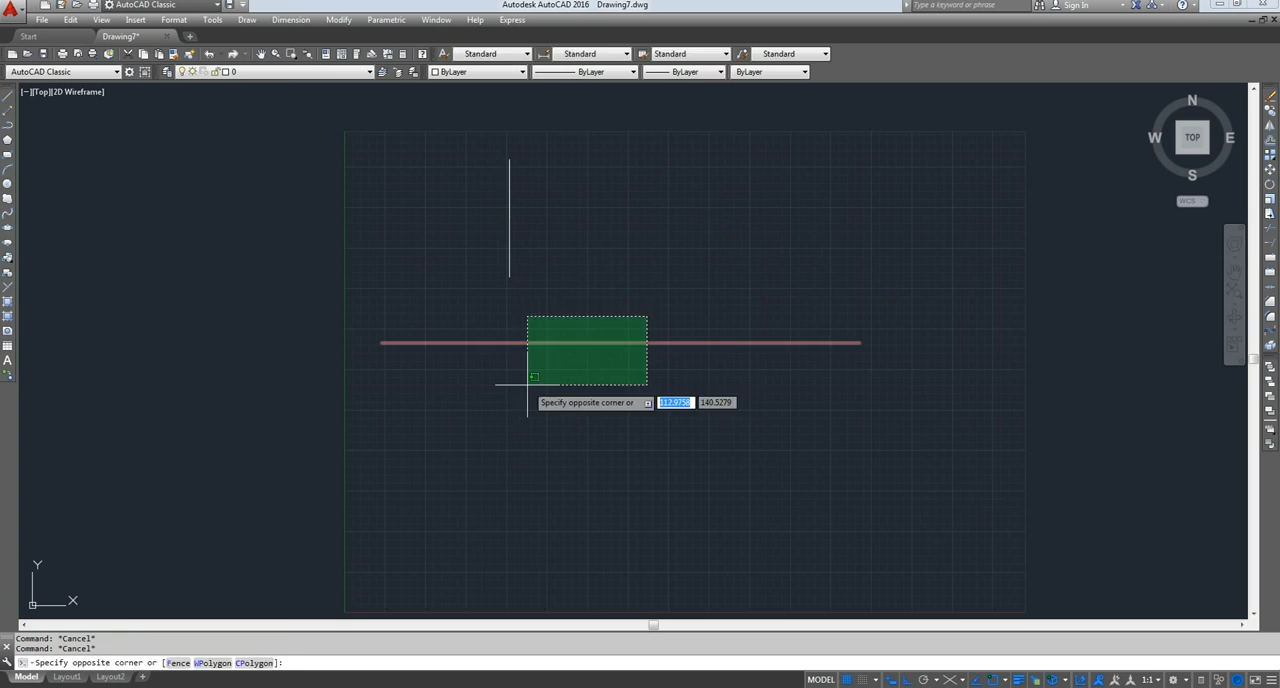 AutoCAD Classic Autodesk AutoCAD 2016 Drawing7.dwg Type a keyword or phrase Sign In
File Edit View Insert Format Tools Draw Dimension Modify Parametric Window Help Express
Start Drawing7*
Standard Standard Standard Standard
AutoCAD Classic 0 ByLayer ByLayer ByLayer ByLayer
[−][Top][2D Wireframe]
N
W TOP E
S
WCS
Specify opposite corner or 112.9758 140.5279
Y
X
Command: *Cancel*
Command: *Cancel*
Specify opposite corner or [Fence WPolygon CPolygon]:
Model Layout1 Layout2 MODEL 1:1